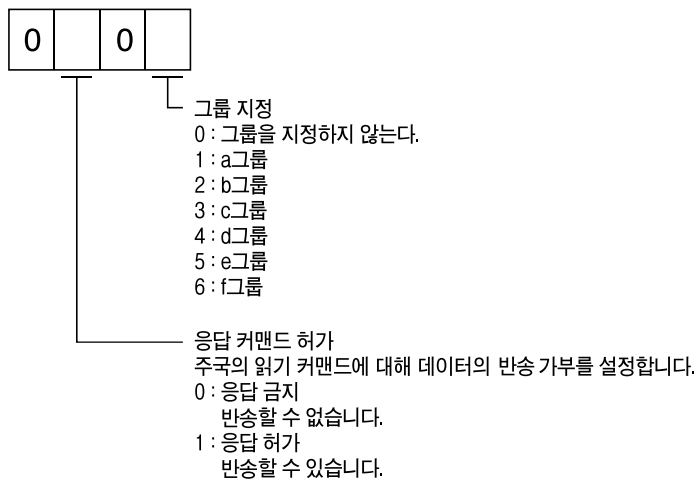 0 0
그룹 지정
0 : 그룹을 지정하지 않는다.
1 : a그룹
2 : b그룹
3 : c그룹
4 : d그룹
5 : e그룹
6 : f그룹
응답 커맨드 허가
주국의 읽기 커맨드에 대해 데이터의 반송 가부를 설정합니다.
0 : 응답 금지
반송할 수 없습니다.
1 : 응답 허가
반송할 수 있습니다.